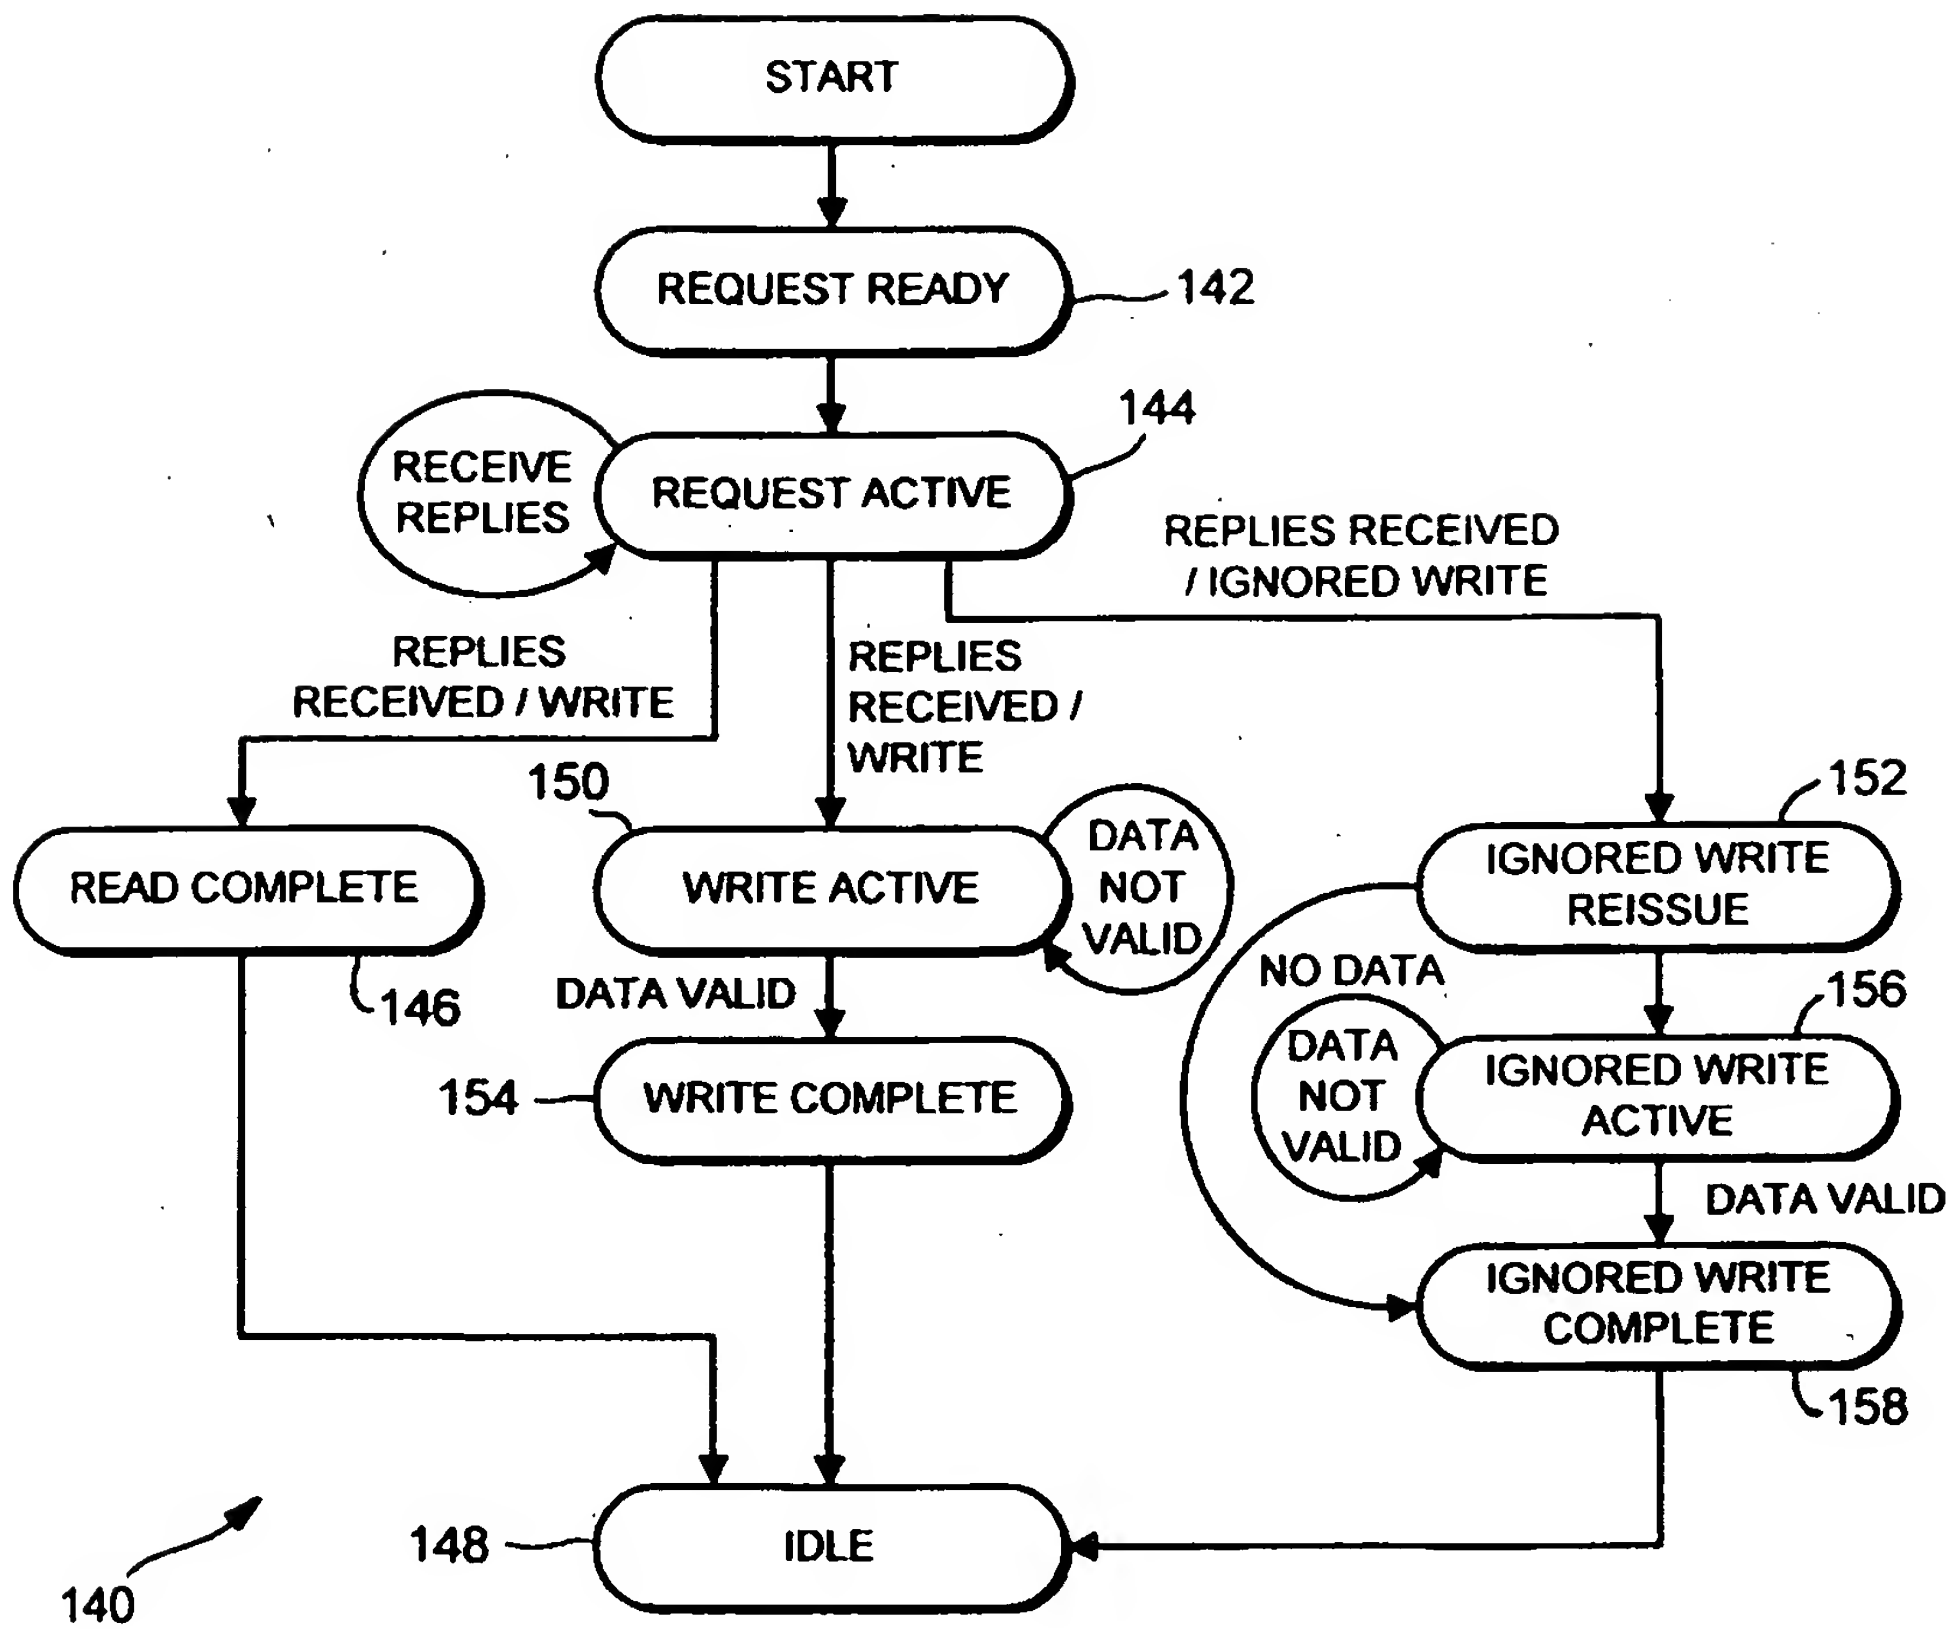 START
REQUEST READY
142
144
RECEIVE
REPLIES
REQUEST ACTIVE
REPLIES RECEIVED
/ IGNORED WRITE
REPLIES
RECEIVED / WRITE
REPLIES
RECEIVED /
WRITE
150
152
READ COMPLETE
WRITE ACTIVE
DATA
NOT
VALID
IGNORED WRITE
REISSUE
146
DATA VALID
NO DATA
156
154
WRITE COMPLETE
DATA
NOT
VALID
IGNORED WRITE
ACTIVE
DATA VALID
IGNORED WRITE
COMPLETE
158
148
IDLE
140